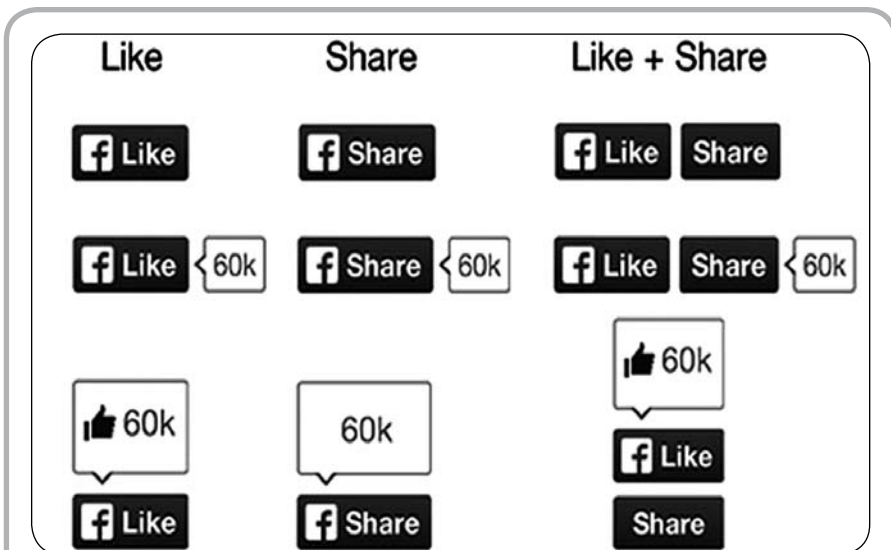 Like Share Like + Share
f Like f Share f Like Share
f Like 60k f Share 60k f Like Share 60k
60k
60k 60k
f Like
f Like f Share Share